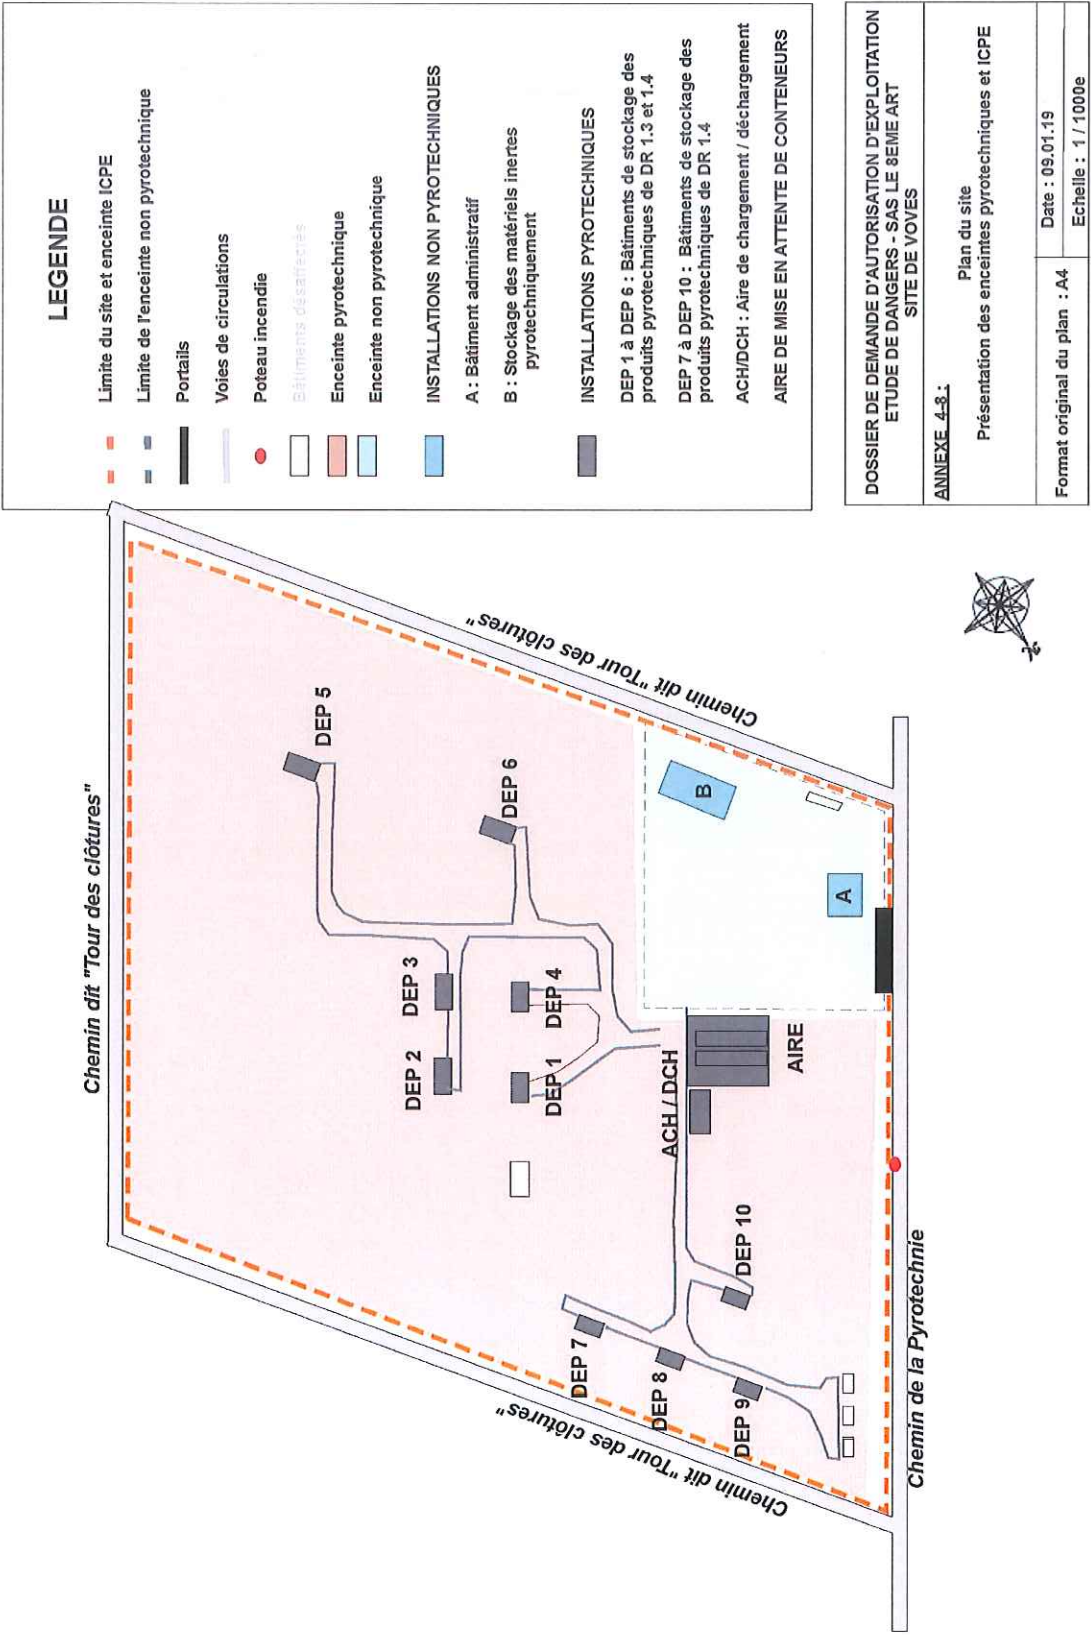 Chemin dit "Tour des clôtures"
Chemin dit "Tour des clôtures"
Chemin dit "Tour des clôtures"
Chemin de la Pyrotechnie
DEP 5
DEP 6
DEP 3
DEP 2
DEP 4
DEP 1
ACH / DCH
AIRE
A
B
DEP 7
DEP 8
DEP 9
DEP 10
LEGENDE
Limite du site et enceinte ICPE
Limite de l'enceinte non pyrotechnique
Portails
Voies de circulations
Poteau incendie
Bâtiments désaffectés
Enceinte pyrotechnique
Enceinte non pyrotechnique
INSTALLATIONS NON PYROTECHNIQUES
A : Bâtiment administratif
B : Stockage des matériels inertes
pyrotechniquement
INSTALLATIONS PYROTECHNIQUES
DEP 1 à DEP 6 : Bâtiments de stockage des
produits pyrotechniques de DR 1.3 et 1.4
DEP 7 à DEP 10 : Bâtiments de stockage des
produits pyrotechniques de DR 1.4
ACH/DCH : Aire de chargement / déchargement
AIRE DE MISE EN ATTENTE DE CONTENEURS
DOSSIER DE DEMANDE D'AUTORISATION D'EXPLOITATION
ETUDE DE DANGERS - SAS LE 8EME ART
SITE DE VOVES
ANNEXE 4-8 :
Plan du site
Présentation des enceintes pyrotechniques et ICPE
Format original du plan : A4
Date : 09.01.19
Echelle : 1 / 1000e